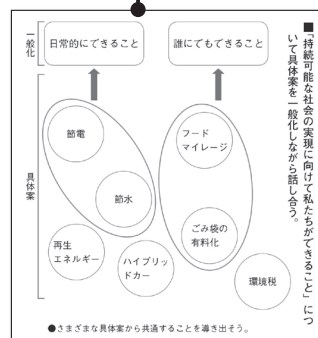 ■「持続可能な社会の実現に向けて私たちができること」につ
いて具体案を一般化しながら話し合う。
一般化
日常的にできること
誰にでもできること
具体案
節電
フード
マイレージ
節水
ごみ袋の
有料化
再生
エネルギー
ハイブリッ
ドカー
環境税
●さまざまな具体案から共通することを導き出そう。